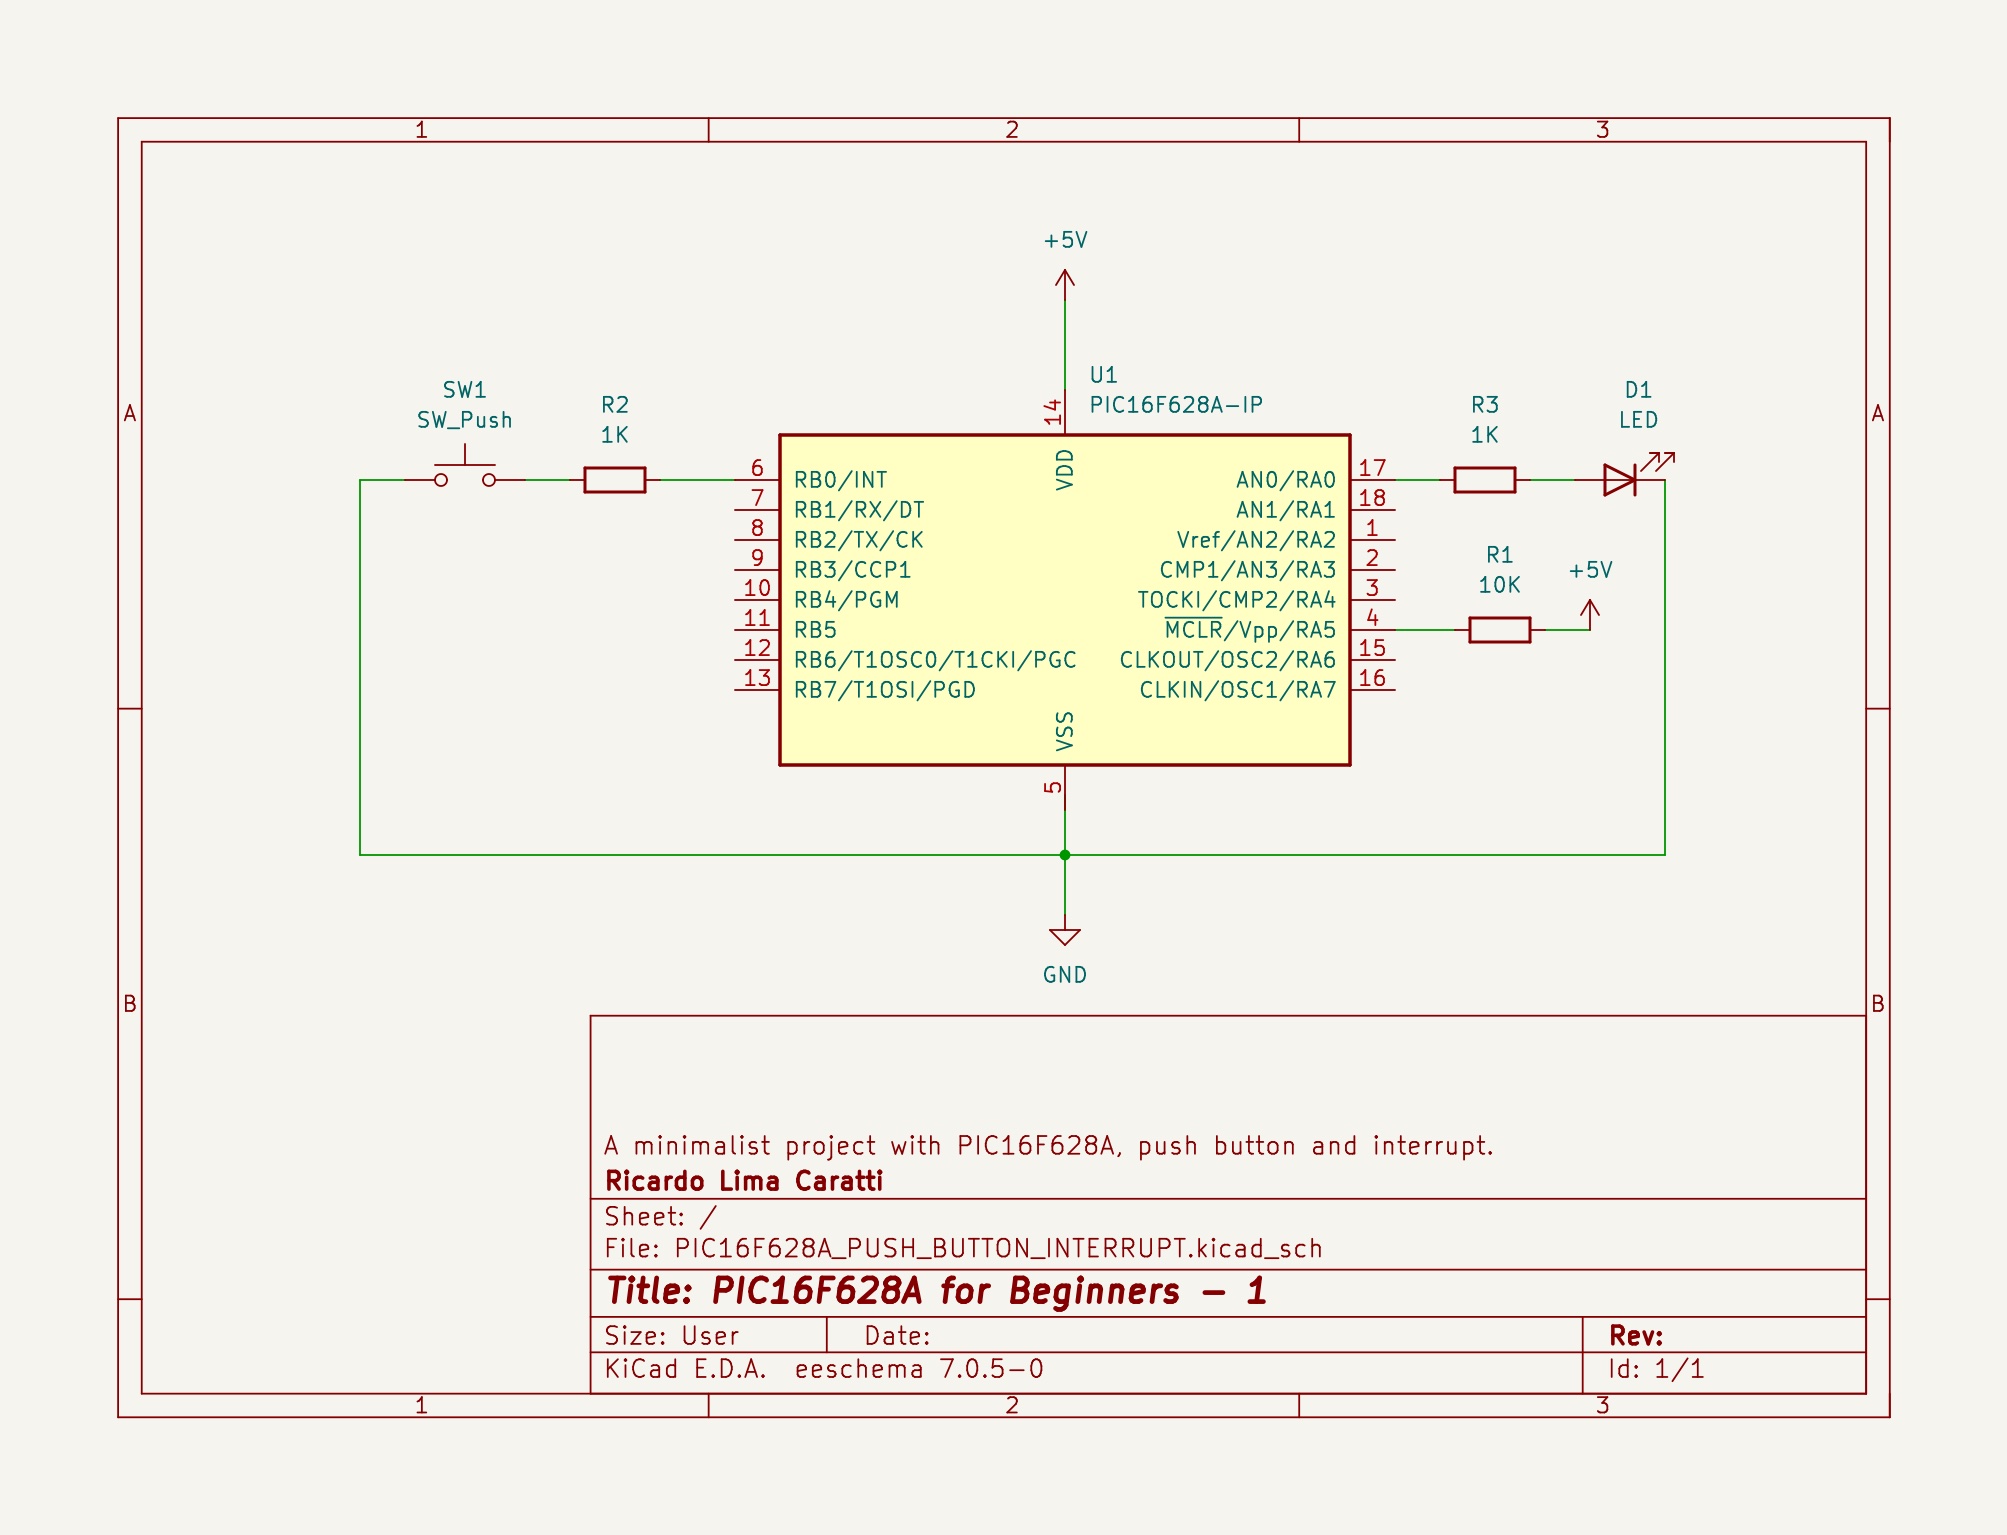 1 2 3
+5V
U1
PIC16F628A-IP
SW1
SW_Push
R2
1K
R3
1K
D1
LED
A
A
14
VDD
6 RB0/INT
7 RB1/RX/DT
8 RB2/TX/CK
9 RB3/CCP1
10 RB4/PGM
11 RB5
12 RB6/T1OSC0/T1CKI/PGC
13 RB7/T1OSI/PGD
AN0/RA0 17
AN1/RA1 18
Vref/AN2/RA2 1
CMP1/AN3/RA3 2
TOCKI/CMP2/RA4 3
MCLR/Vpp/RA5 4
CLKOUT/OSC2/RA6 15
CLKIN/OSC1/RA7 16
R1
10K
+5V
VSS
5
GND
B
B
A minimalist project with PIC16F628A, push button and interrupt.
Ricardo Lima Caratti
Sheet: /
File: PIC16F628A_PUSH_BUTTON_INTERRUPT.kicad_sch
Title: PIC16F628A for Beginners - 1
Size: User Date: Rev:
KiCad E.D.A. eeschema 7.0.5-0 Id: 1/1
1 2 3